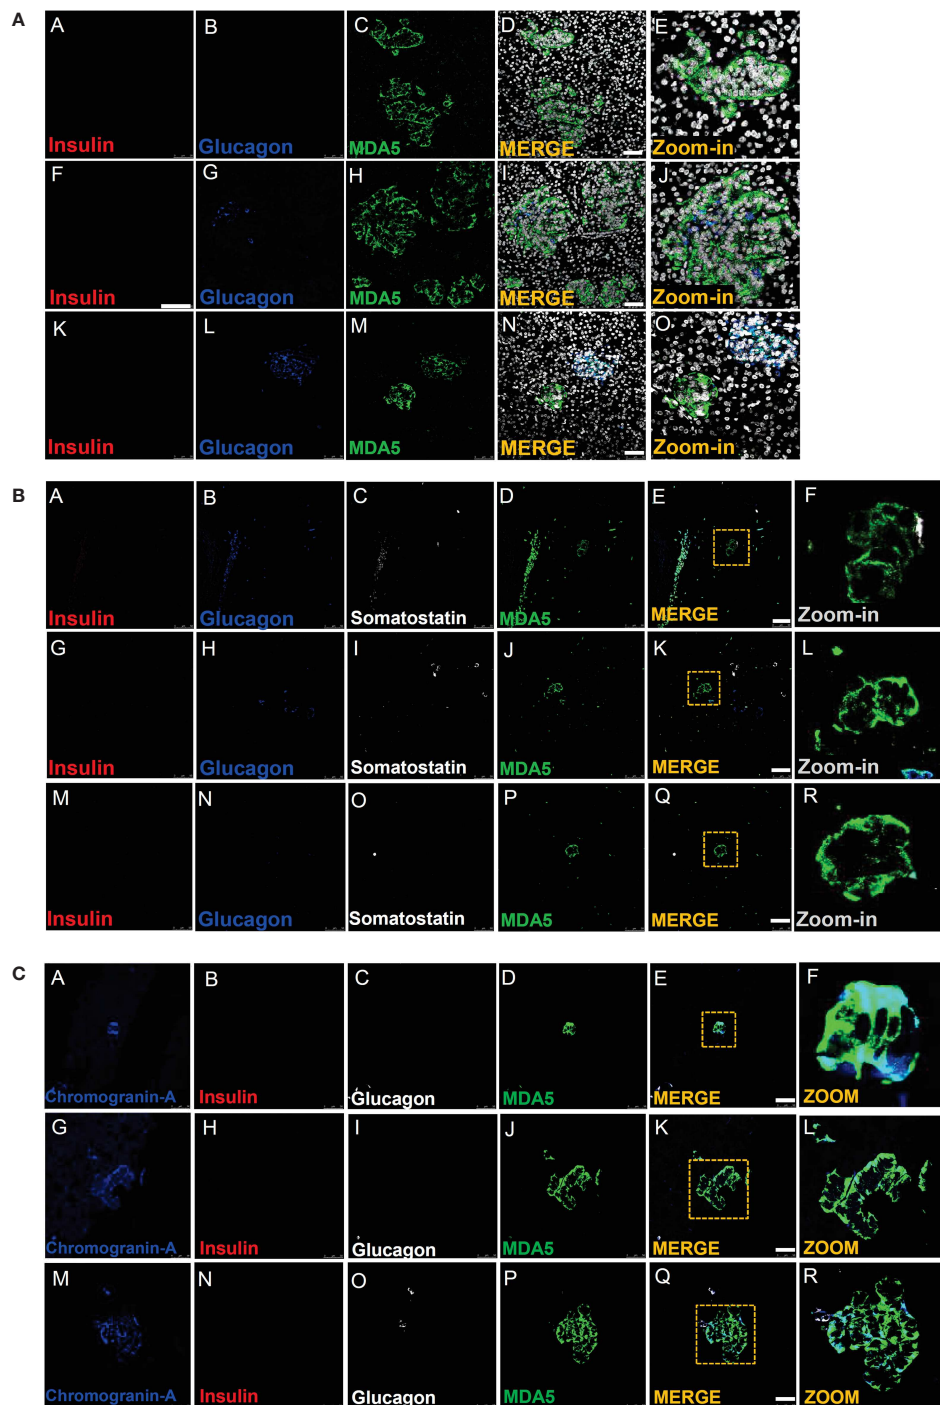 A
A B C D E
Insulin Glucagon MDA5 MERGE Zoom-in
F G H I J
Insulin Glucagon MDA5 MERGE Zoom-in
K L M N O
Insulin Glucagon MDA5 MERGE Zoom-in
B
A B C D E F
Insulin Glucagon Somatostatin MDA5 MERGE Zoom-in
G H I J K L
Insulin Glucagon Somatostatin MDA5 MERGE Zoom-in
M N O P Q R
Insulin Glucagon Somatostatin MDA5 MERGE Zoom-in
C
A B C D E F
Chromogranin-A Insulin Glucagon MDA5 MERGE ZOOM
G H I J K L
Chromogranin-A Insulin Glucagon MDA5 MERGE ZOOM
M N O P Q R
Chromogranin-A Insulin Glucagon MDA5 MERGE ZOOM